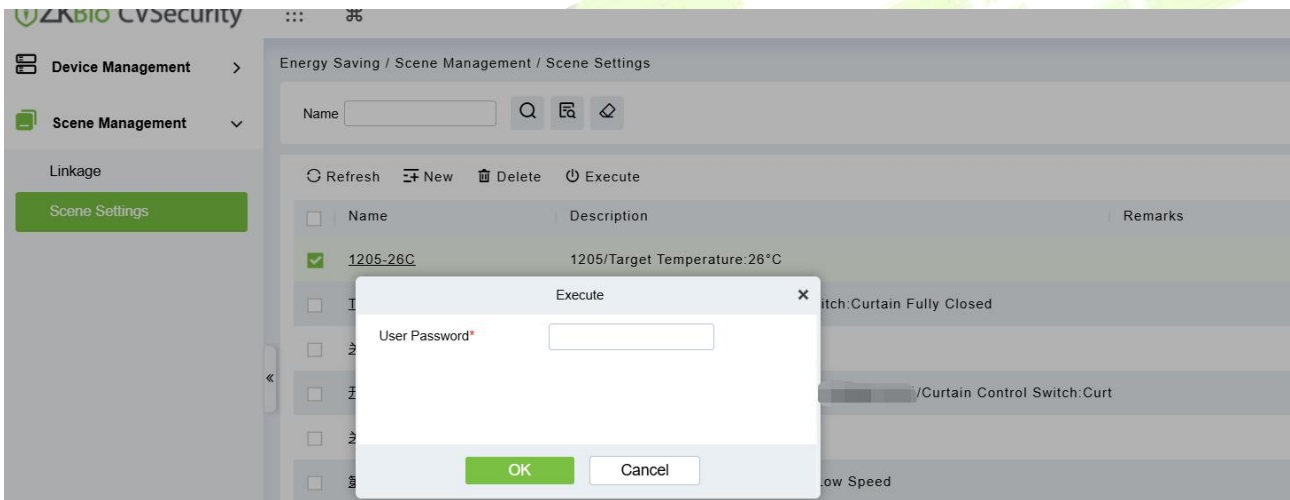 ZKBio CVSecurity
Device Management
Energy Saving / Scene Management / Scene Settings
Name
Scene Management
Linkage
Refresh New Delete Execute
Scene Settings
Name Description Remarks
1205-26C 1205/Target Temperature:26°C
Execute
itch:Curtain Fully Closed
User Password*
/Curtain Control Switch:Curt
OK Cancel
Low Speed